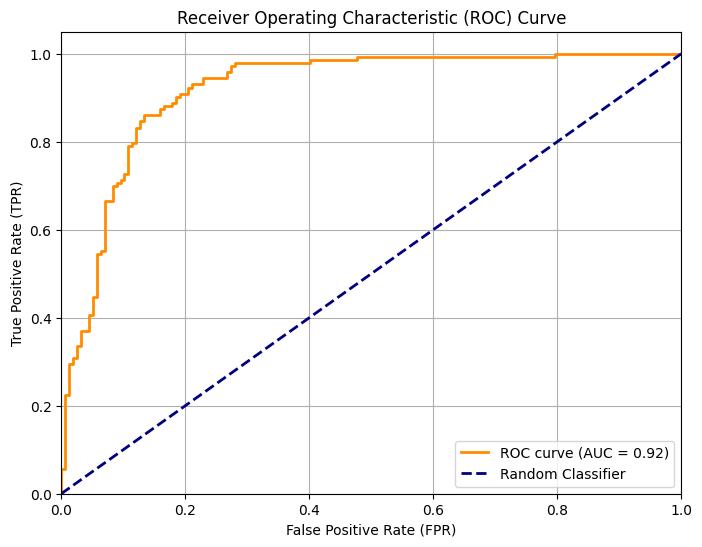 Receiver Operating Characteristic (ROC) Curve
1.0
0.8
0.6
0.4
0.2
0.0
True Positive Rate (TPR)
0.0 0.2 0.4 0.6 0.8 1.0
False Positive Rate (FPR)
ROC curve (AUC = 0.92)
Random Classifier